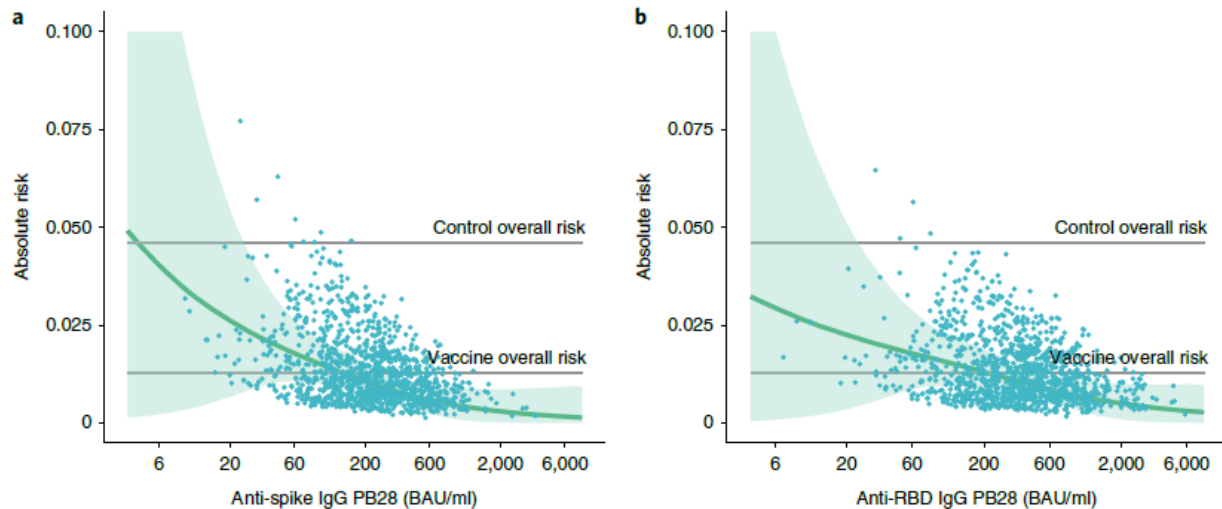 a
0.100
0.075
0.050
0.025
0
Absolute risk
Control overall risk
Vaccine overall risk
6 20 60 200 600 2,000 6,000
Anti-spike IgG PB28 (BAU/ml)
b
0.100
0.075
0.050
0.025
0
Absolute risk
Control overall risk
Vaccine overall risk
6 20 60 200 600 2,000 6,000
Anti-RBD IgG PB28 (BAU/ml)